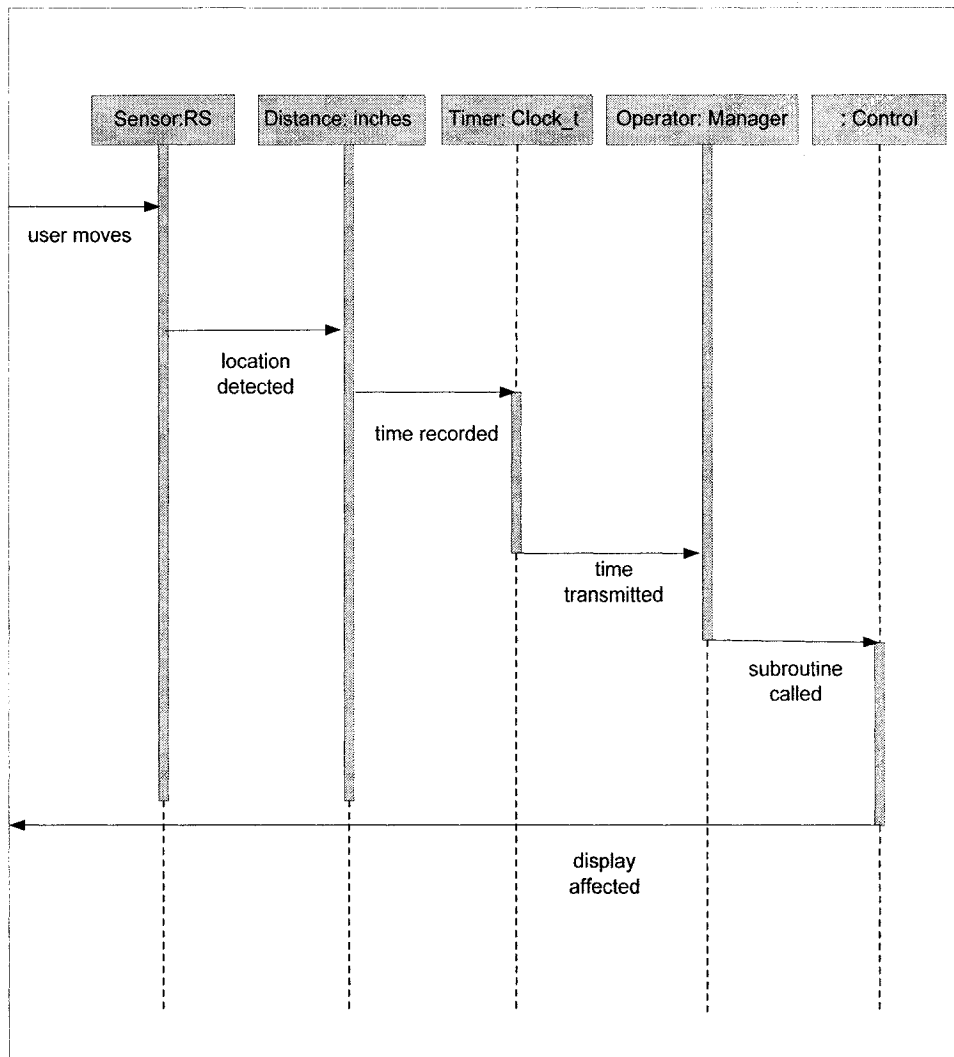 Sensor:RS
Distance: inches
Timer: Clock_t
Operator: Manager
: Control
user moves
location
detected
time recorded
time
transmitted
subroutine
called
display
affected